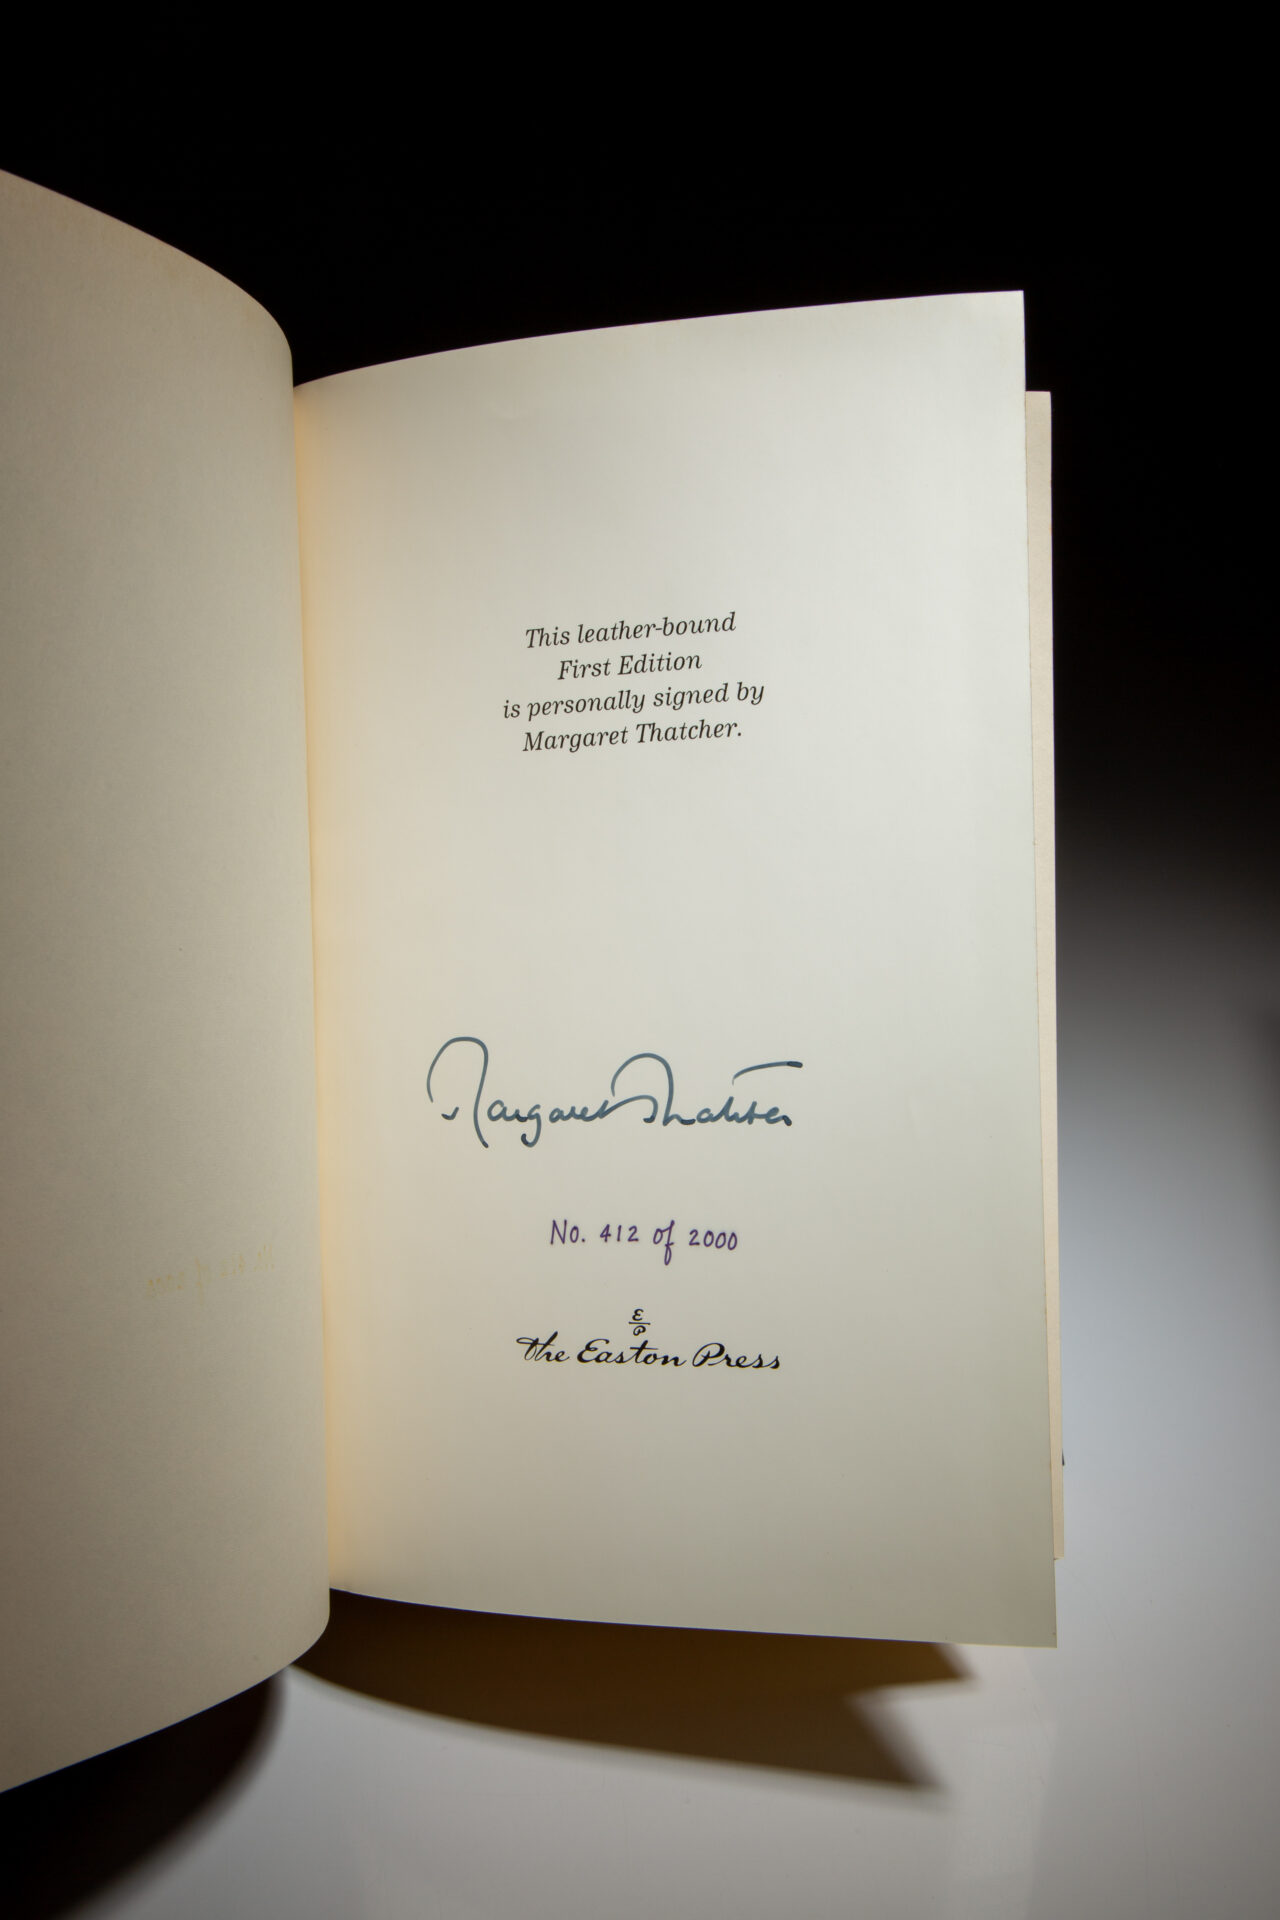 This leather-bound
First Edition
is personally signed by
Margaret Thatcher.
Margaret Thatcher
No. 412 of 2000
E
P
The Easton Press